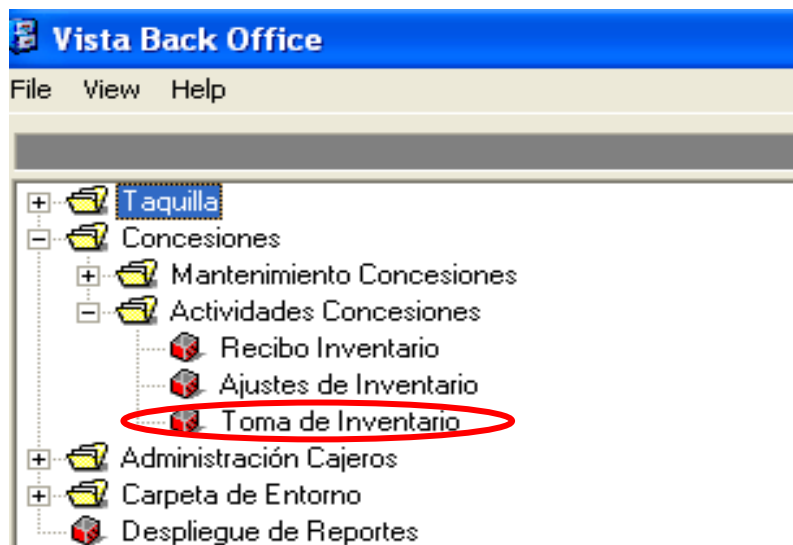 Vista Back Office
File View Help
Taquilla
Concesiones
Mantenimiento Concesiones
Actividades Concesiones
Recibo Inventario
Ajustes de Inventario
Toma de Inventario
Administración Cajeros
Carpeta de Entorno
Despliegue de Reportes